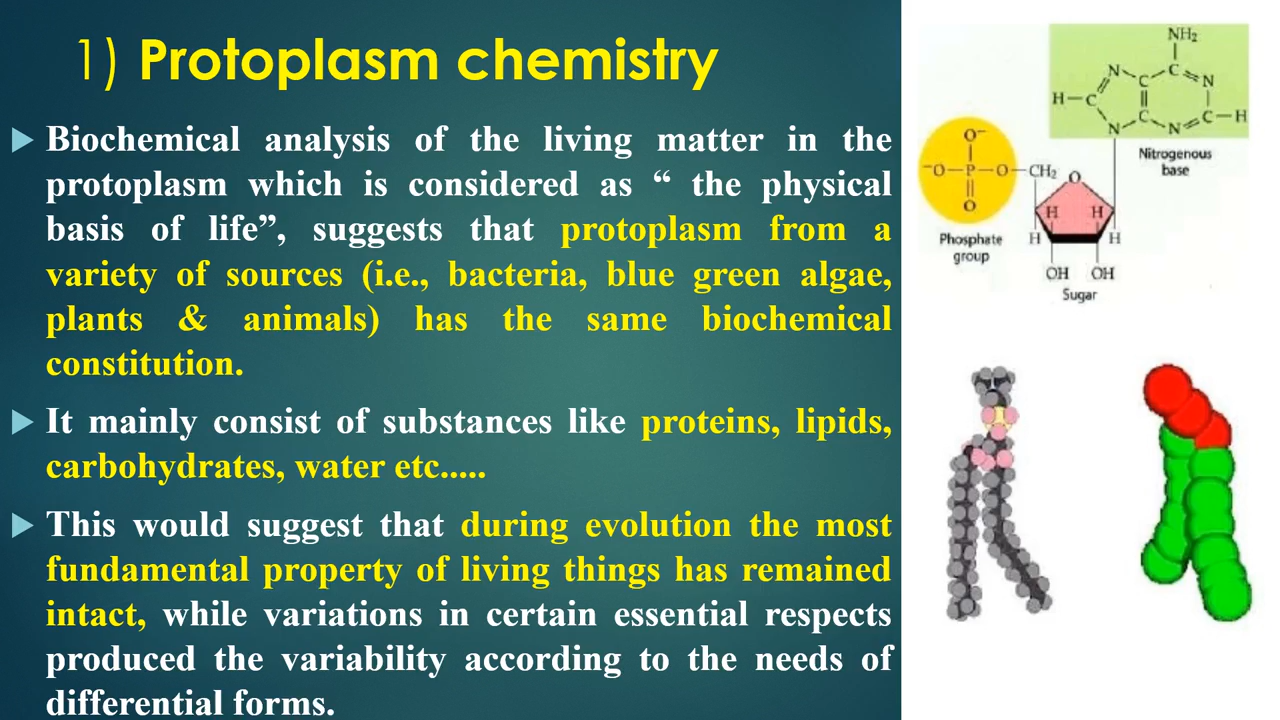 1) Protoplasm chemistry
Biochemical analysis of the living matter in the
protoplasm which is considered as “ the physical
basis of life”, suggests that protoplasm from a
variety of sources (i.e., bacteria, blue green algae,
plants & animals) has the same biochemical
constitution.
It mainly consist of substances like proteins, lipids,
carbohydrates, water etc.....
This would suggest that during evolution the most
fundamental property of living things has remained
intact, while variations in certain essential respects
produced the variability according to the needs of
differential forms.
NH₂
N C N
C
H–C
C C–H
N N
Nitrogenous
base
O⁻
⁻O–P–O–CH₂
O
O
H H
H H
Phosphate
group
OH OH
Sugar